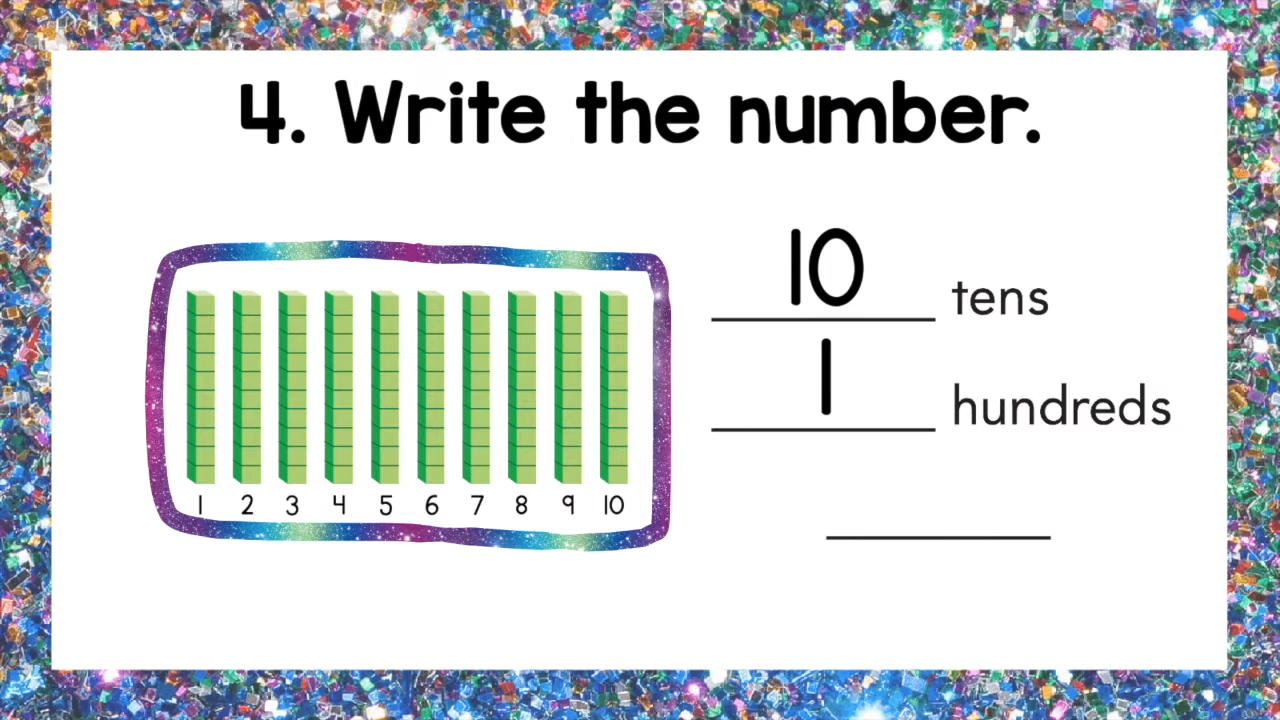 4. Write the number.
10 tens
1 hundreds
1 2 3 4 5 6 7 8 9 10